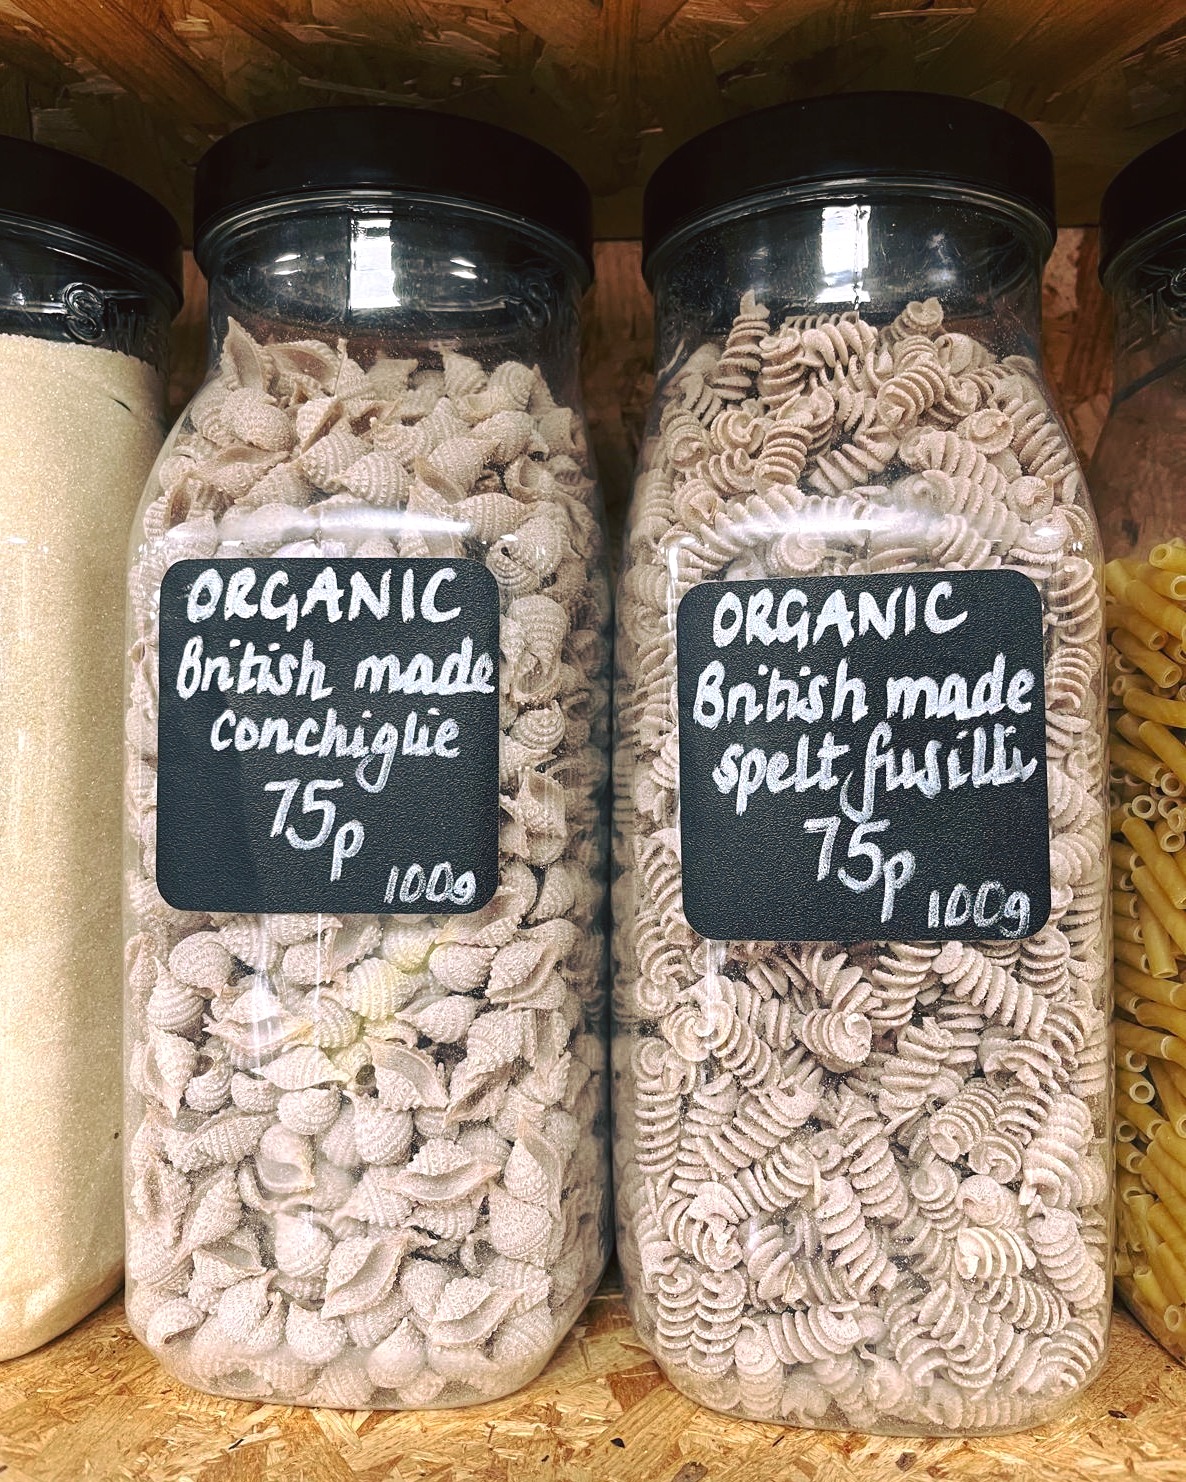 ORGANIC
British made
conchiglie
75p
100g
ORGANIC
British made
spelt fusilli
75p
100g